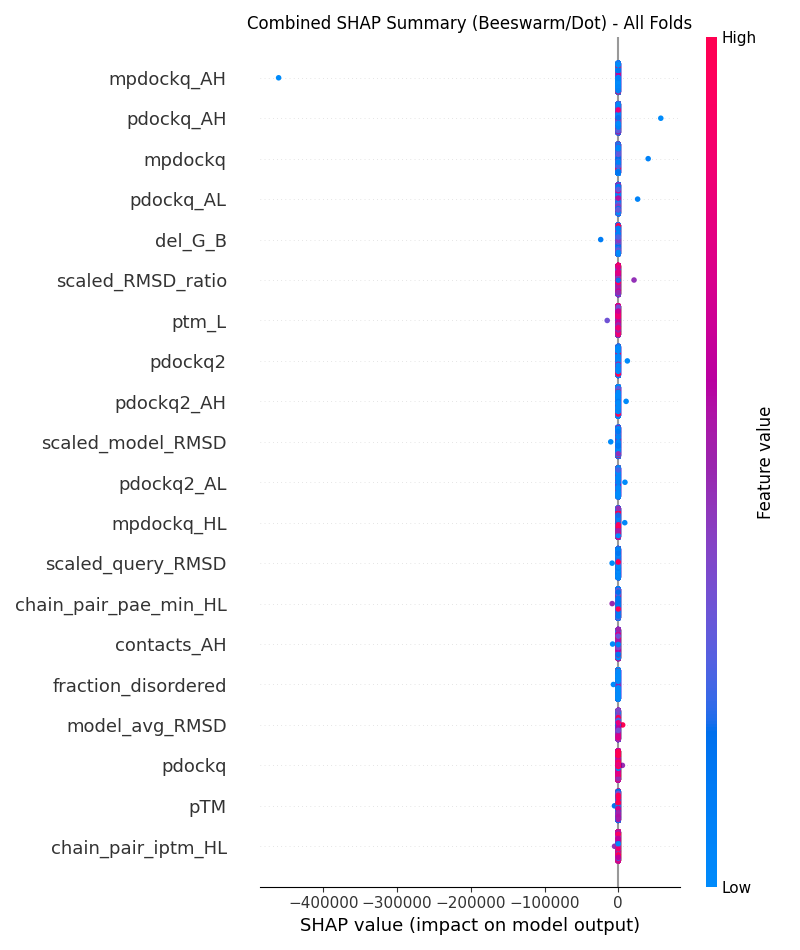 Combined SHAP Summary (Beeswarm/Dot) - All Folds
High
mpdockq_AH
pdockq_AH
mpdockq
pdockq_AL
del_G_B
scaled_RMSD_ratio
ptm_L
pdockq2
pdockq2_AH
scaled_model_RMSD
pdockq2_AL
mpdockq_HL
scaled_query_RMSD
chain_pair_pae_min_HL
contacts_AH
fraction_disordered
model_avg_RMSD
pdockq
pTM
chain_pair_iptm_HL
Feature value
Low
−400000 −300000 −200000 −100000 0
SHAP value (impact on model output)